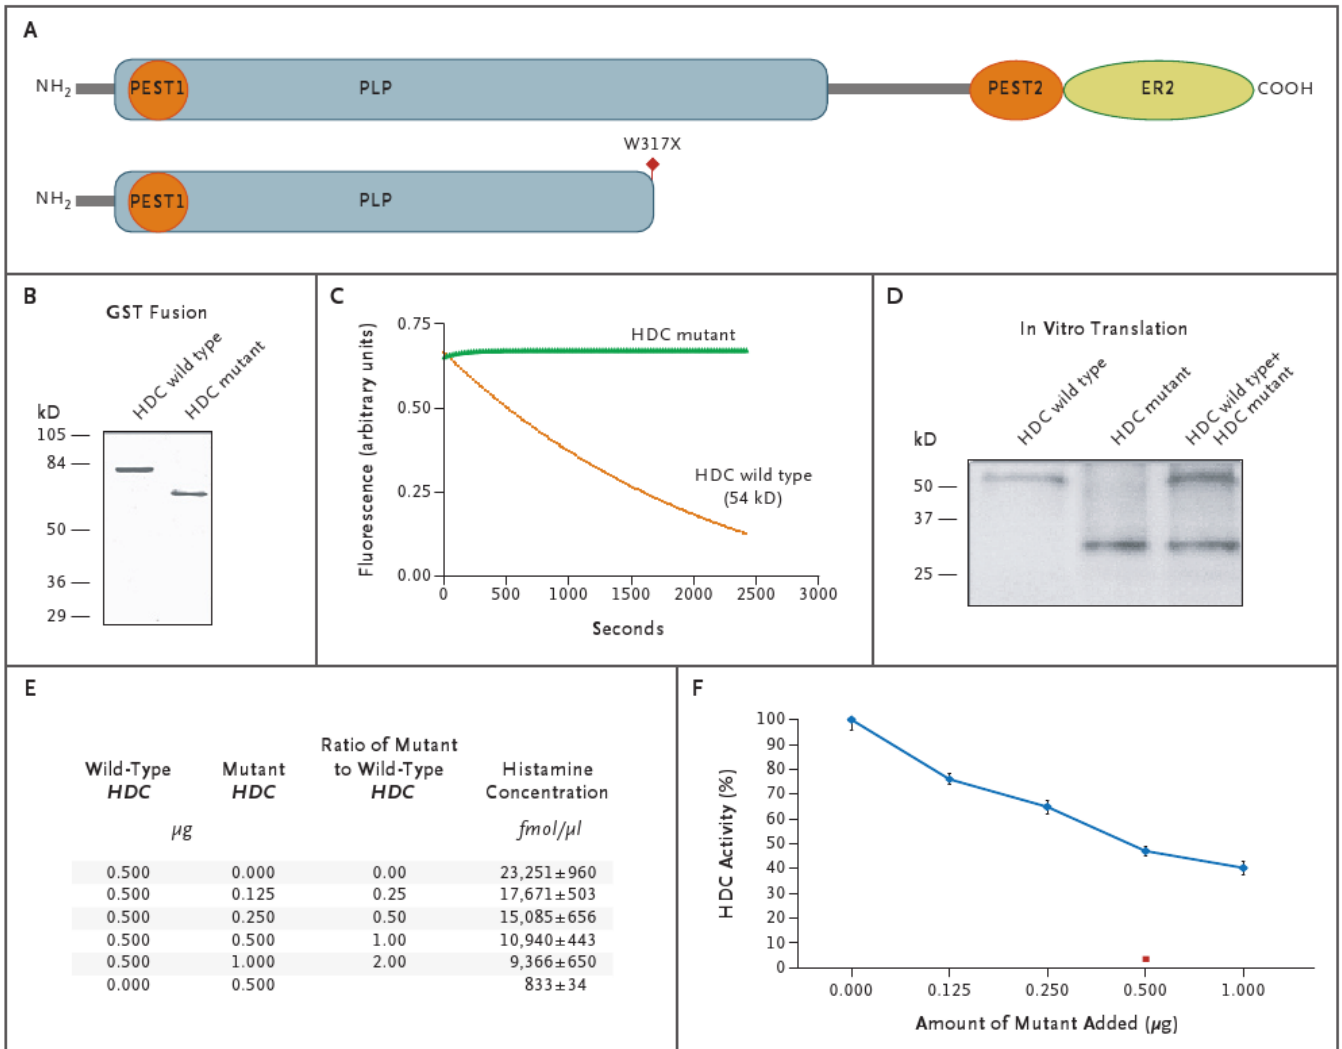 A
NH2 PEST1 PLP PEST2 ER2 COOH
W317X
NH2 PEST1 PLP
B
GST Fusion
HDC wild type
HDC mutant
kD
105
84
50
36
29
C
Fluorescence (arbitrary units)
0.75
0.50
0.25
0.00
HDC mutant
HDC wild type
(54 kD)
0 500 1000 1500 2000 2500 3000
Seconds
D
In Vitro Translation
HDC wild type
HDC mutant
HDC wild type+
HDC mutant
kD
50
37
25
E
Wild-Type HDC Mutant HDC Ratio of Mutant to Wild-Type HDC Histamine Concentration
µg fmol/µl
0.500 0.000 0.00 23,251±960
0.500 0.125 0.25 17,671±503
0.500 0.250 0.50 15,085±656
0.500 0.500 1.00 10,940±443
0.500 1.000 2.00 9,366±650
0.000 0.500 833±34
F
HDC Activity (%)
100
90
80
70
60
50
40
30
20
10
0
0.000 0.125 0.250 0.500 1.000
Amount of Mutant Added (µg)